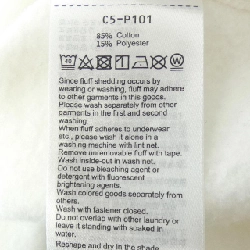 C5-P101
85% Cotton
15% Polyester
Since fluff shedding occurs by
wearing or washing, fluff may adhere
to other garments in this goods.
Please wash separately from other
garments in the first and second
washing.
When fluff adheres to underwear
etc., please wash it alone in a
washing machine with lint net.
Remove unremovable fluff with tape.
Wash inside-out in wash net.
Do not use bleaching agent or
detergent with fluorescent
brightening agents.
Wash colored goods separately from
others.
Wash with fastener closed.
Do not overlap with other laundry or
leave it standing with soaked in
water.
Reshape and dry in the shade